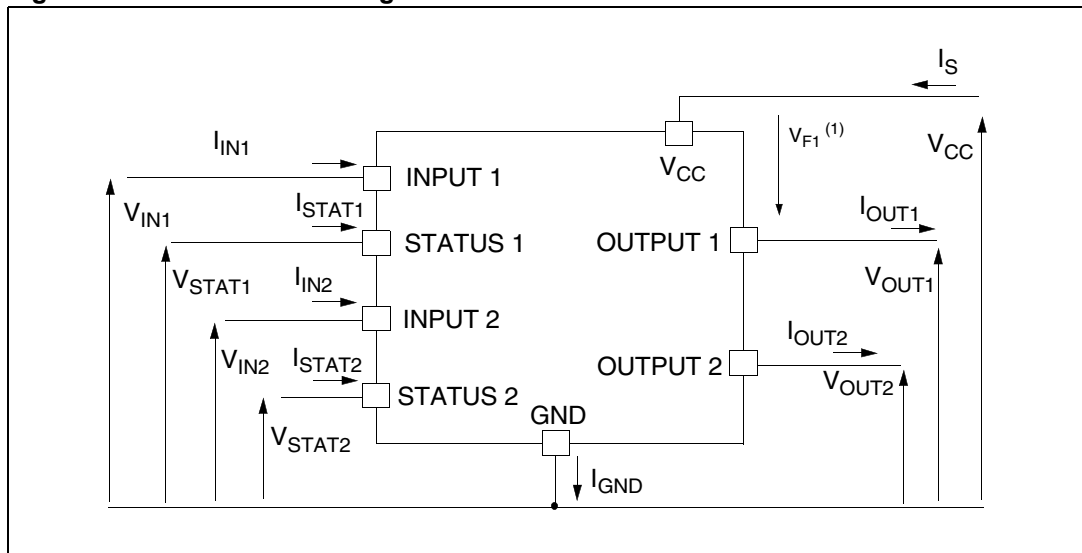 I_S
V_F1 (1)
V_CC
V_CC
I_IN1
INPUT 1
V_IN1
I_STAT1
STATUS 1
OUTPUT 1
I_OUT1
V_STAT1
V_OUT1
I_IN2
INPUT 2
I_OUT2
V_IN2
I_STAT2
OUTPUT 2
V_OUT2
STATUS 2
GND
V_STAT2
I_GND